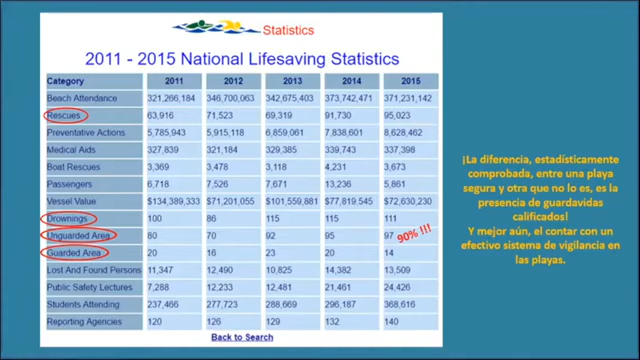 Statistics
2011 - 2015 National Lifesaving Statistics
Category 2011 2012 2013 2014 2015
Beach Attendance 321,266,184 346,700,063 342,675,403 373,742,471 371,231,142
Rescues 63,916 71,523 69,319 91,730 95,023
Preventative Actions 5,785,943 5,915,118 6,859,061 7,838,601 8,628,462
Medical Aids 327,839 321,184 329,385 339,743 337,398
Boat Rescues 3,369 3,478 3,118 4,231 3,673
Passengers 6,718 7,526 7,671 13,236 5,861
Vessel Value $134,389,333 $71,201,055 $101,559,881 $77,819,545 $72,630,230
Drownings 100 86 115 115 111
Unguarded Area 80 70 92 95 97 90% !!!
Guarded Area 20 16 23 20 14
Lost And Found Persons 11,347 12,490 10,825 14,382 13,509
Public Safety Lectures 7,288 12,233 12,481 21,261 24,426
Students Attending 237,466 277,723 288,669 296,187 368,616
Reporting Agencies 120 126 129 132 140
Back to Search
¡La diferencia, estadísticamente
comprobada, entre una playa
segura y otra que no lo es, es la
presencia de guardavidas
calificados!
Y mejor aún, el contar con un
efectivo sistema de vigilancia en
las playas.